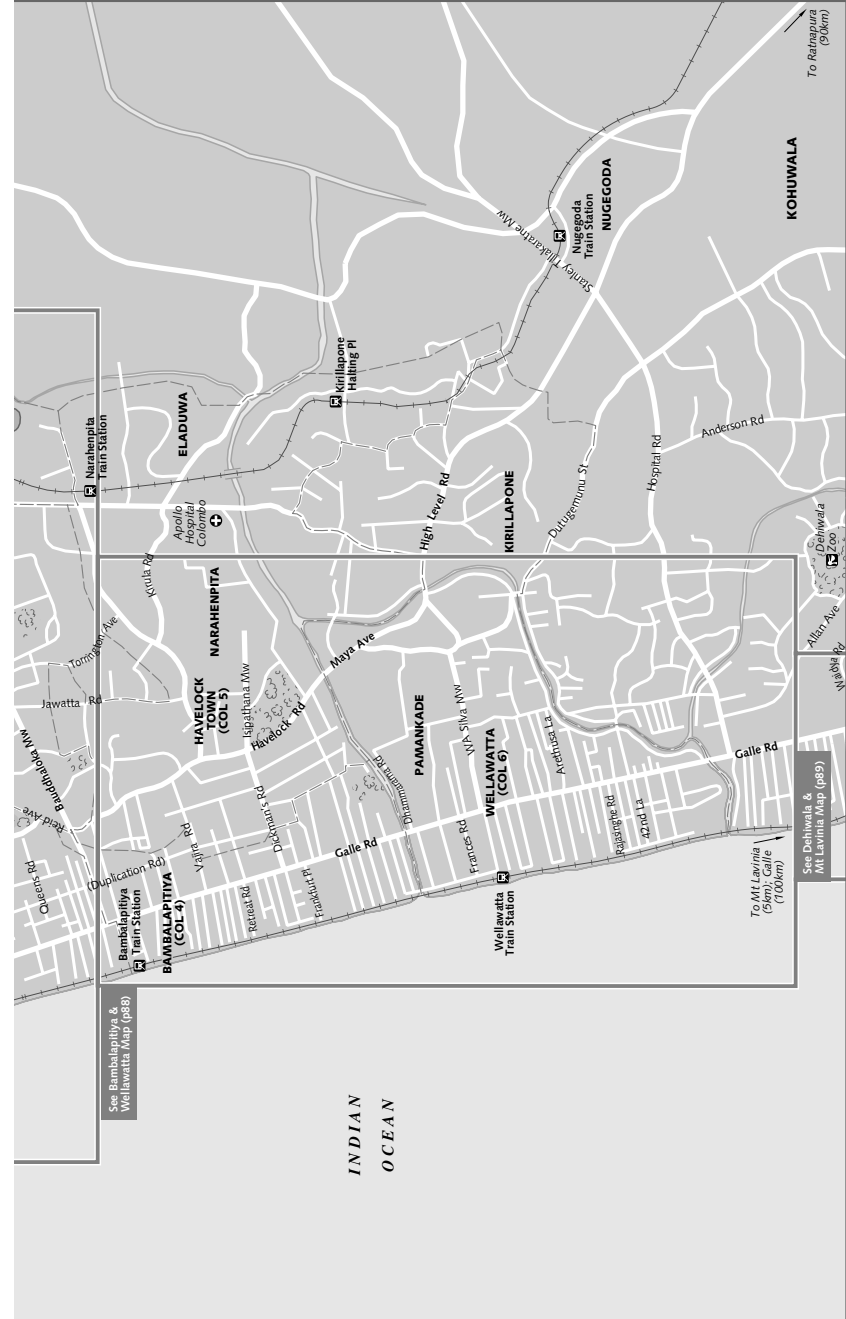 To Ratnapura
(90km)
KOHUWALA
NUGEGODA
Nugegoda
Train Station
Stanley Tillakaratne Mw
Kirillapone
Halting Pl
Narahenpita
Train Station
ELADUWA
Apollo
Hospital
Colombo
High Level Rd
KIRILLAPONE
Dutugemunu St
Hospital Rd
Anderson Rd
Dehiwala
Zoo
Allan Ave
Waidya Rd
Kirula Rd
NARAHENPITA
Torrington Ave
Jawatta Rd
HAVELOCK
TOWN
(COL 5)
Isipathana Mw
Havelock Rd
Maya Ave
Bauddhaloka Mw
Reid Ave
PAMANKADE
WA Silva Mw
WELLAWATTA
(COL 6)
Arethusa La
Dhammarama Rd
Galle Rd
Galle Rd
Queens Rd
(Duplication Rd)
Vajira Rd
Dickman's Rd
Bambalapitiya
Train Station
BAMBALAPITIYA
(COL 4)
Retreat Rd
Frankfurt Pl
Frances Rd
Rajasinghe Rd
42nd La
Wellawatta
Train Station
To Mt Lavinia
(5km); Galle
(100km)
See Dehiwala &
Mt Lavinia Map (p89)
See Bambalapitiya &
Wellawatta Map (p88)
INDIAN
OCEAN